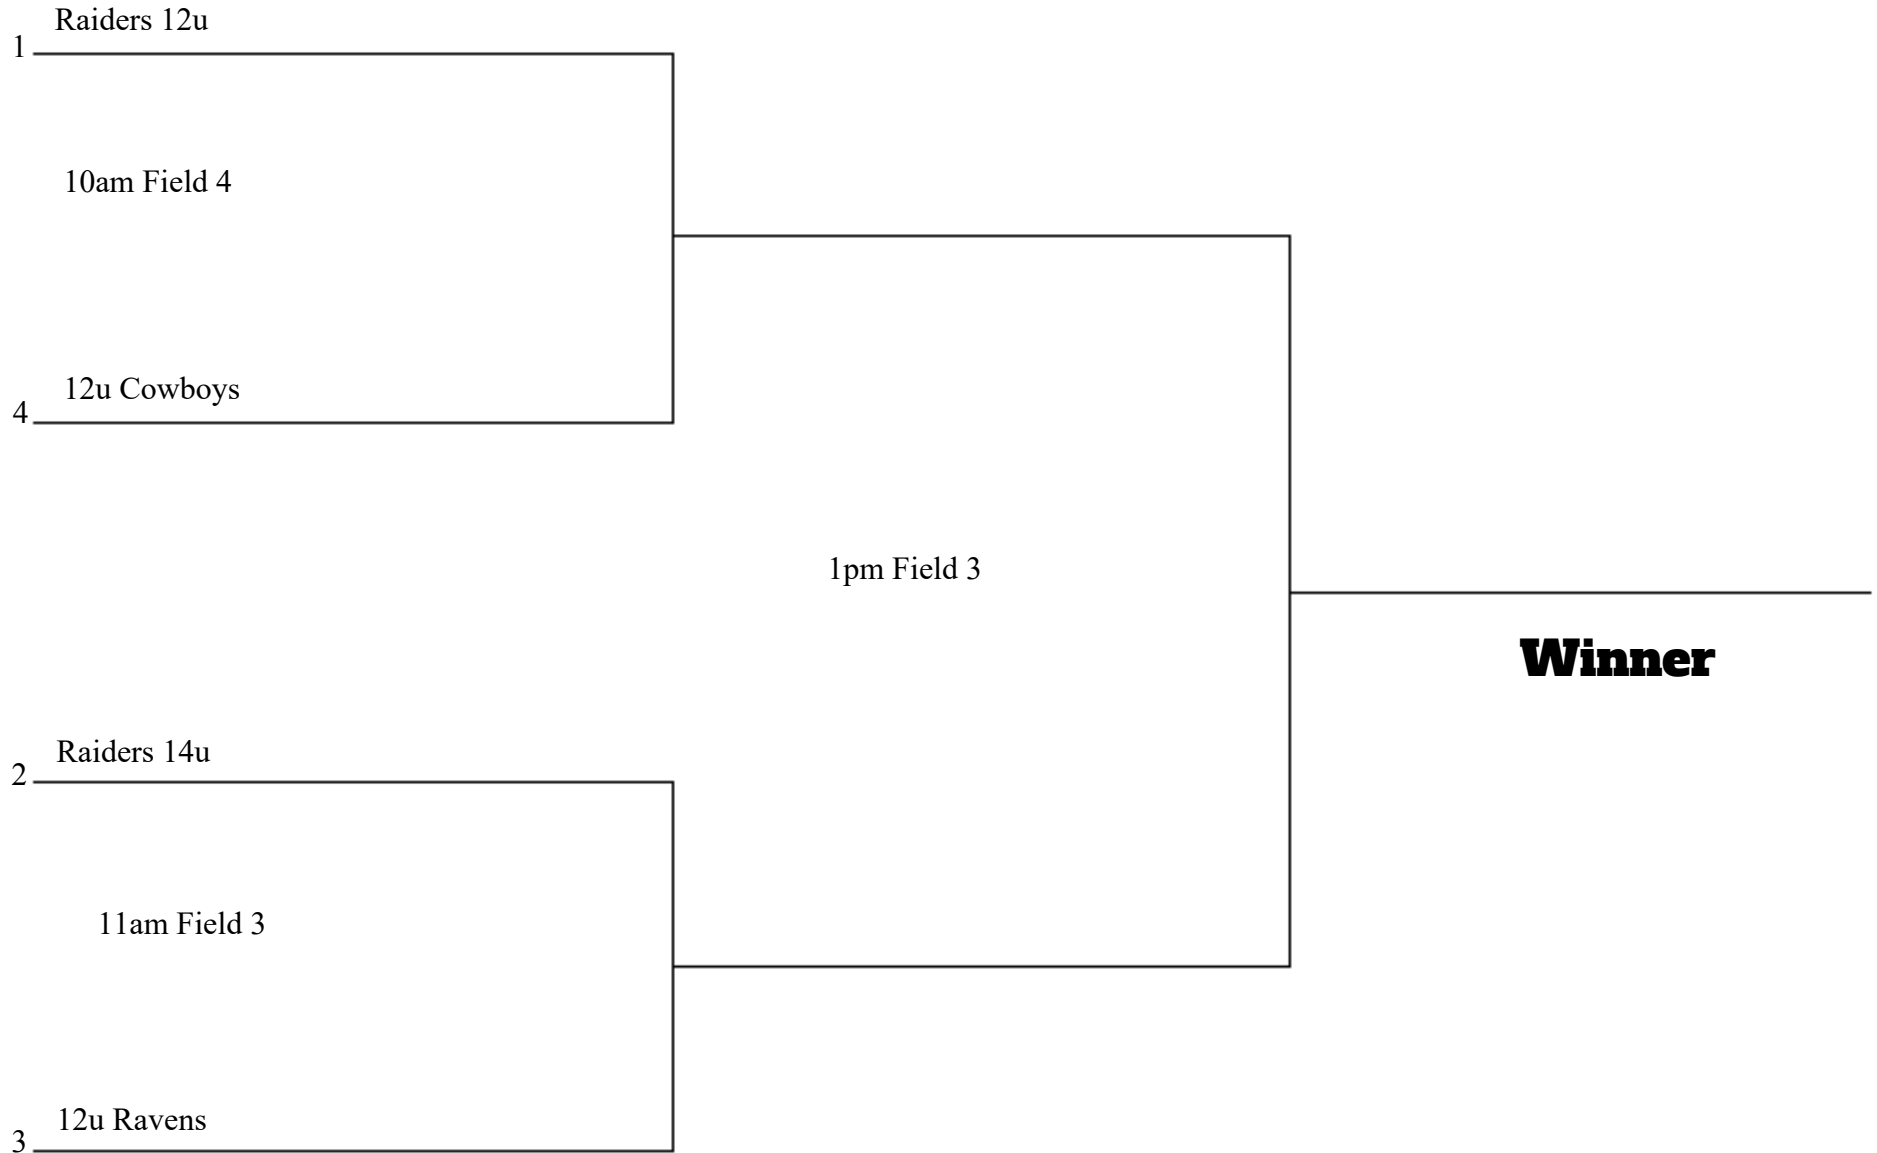 Raiders 12u
1
10am Field 4
12u Cowboys
4
1pm Field 3
Winner
Raiders 14u
2
11am Field 3
12u Ravens
3